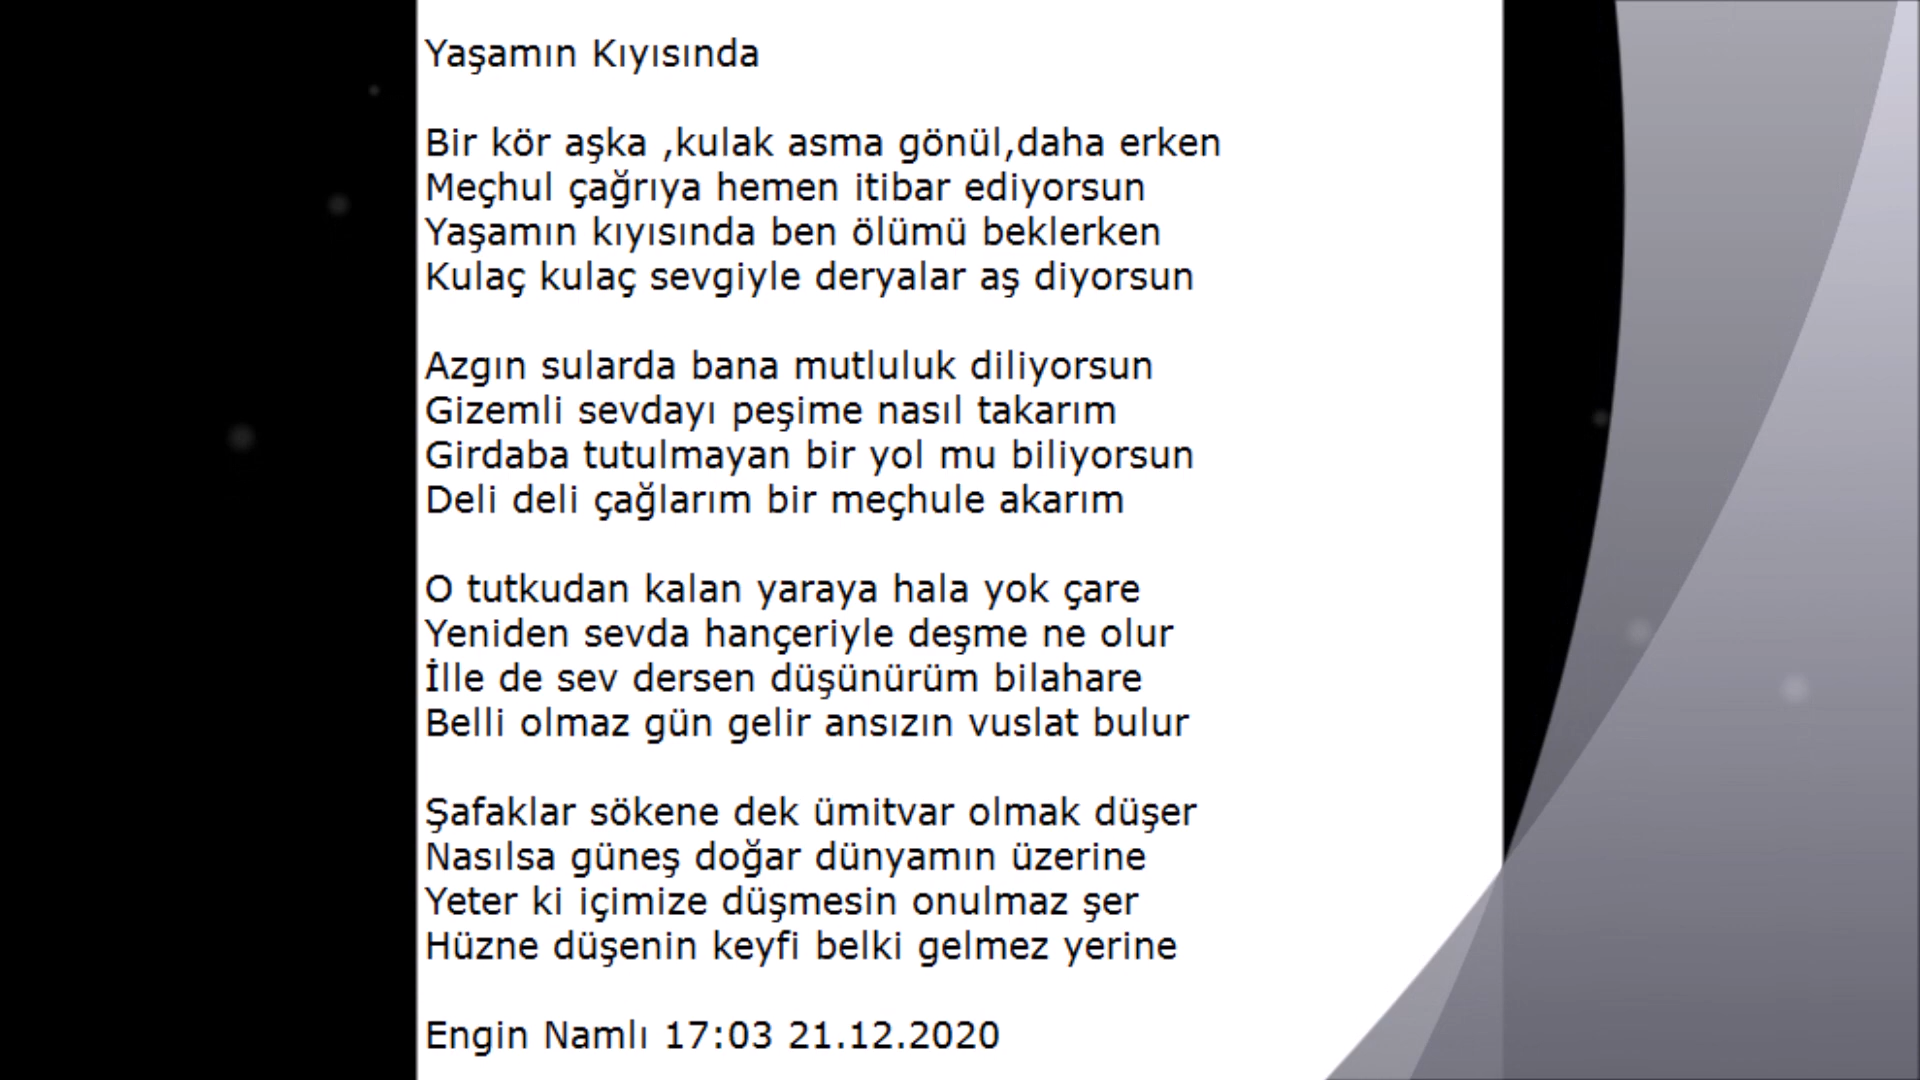 Yaşamın Kıyısında
Bir kör aşka ,kulak asma gönül,daha erken
Meçhul çağrıya hemen itibar ediyorsun
Yaşamın kıyısında ben ölümü beklerken
Kulaç kulaç sevgiyle deryalar aş diyorsun
Azgın sularda bana mutluluk diliyorsun
Gizemli sevdayı peşime nasıl takarım
Girdaba tutulmayan bir yol mu biliyorsun
Deli deli çağlarım bir meçhule akarım
O tutkudan kalan yaraya hala yok çare
Yeniden sevda hançeriyle deşme ne olur
İlle de sev dersen düşünürüm bilahare
Belli olmaz gün gelir ansızın vuslat bulur
Şafaklar sökene dek ümitvar olmak düşer
Nasılsa güneş doğar dünyamın üzerine
Yeter ki içimize düşmesin onulmaz şer
Hüzne düşenin keyfi belki gelmez yerine
Engin Namlı 17:03 21.12.2020